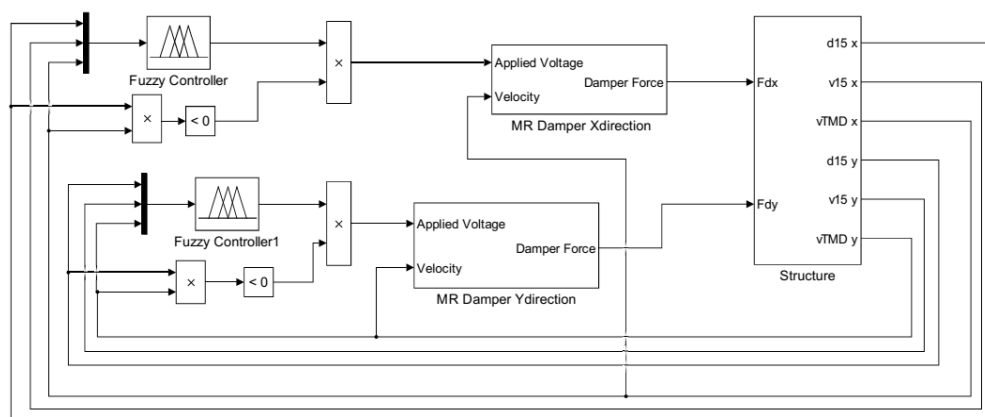 d15 x
×
Fuzzy Controller
Applied Voltage
Damper Force
v15 x
Velocity
Fdx
× < 0
MR Damper Xdirection
vTMD x
d15 y
×
Fdy
v15 y
Applied Voltage
Fuzzy Controller1
Damper Force
vTMD y
Velocity
× < 0
Structure
MR Damper Ydirection